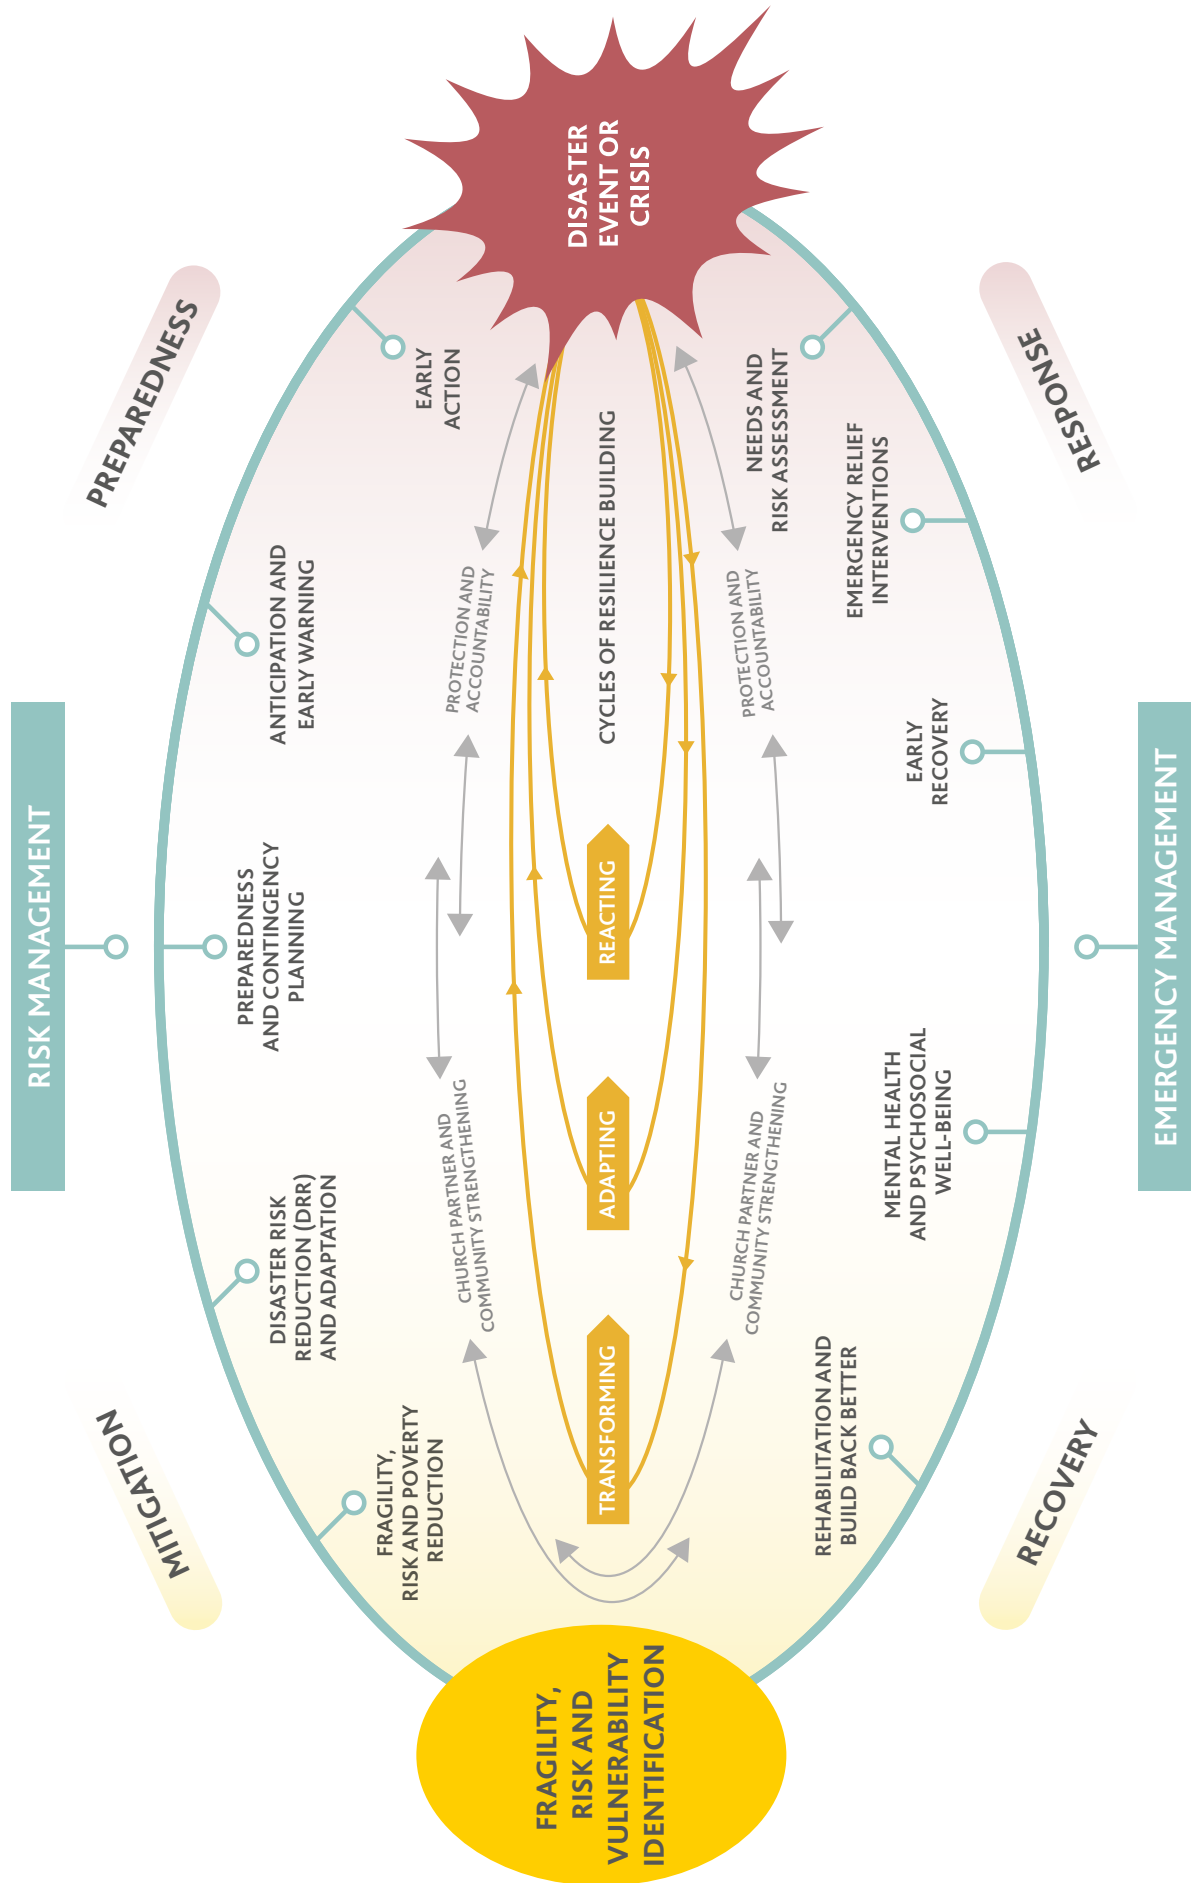 RISK MANAGEMENT
MITIGATION
PREPAREDNESS
FRAGILITY,
RISK AND POVERTY
REDUCTION
DISASTER RISK
REDUCTION (DRR)
AND ADAPTATION
PREPAREDNESS
AND CONTINGENCY
PLANNING
ANTICIPATION AND
EARLY WARNING
EARLY
ACTION
CHURCH PARTNER AND
COMMUNITY STRENGTHENING
PROTECTION AND
ACCOUNTABILITY
FRAGILITY,
RISK AND
VULNERABILITY
IDENTIFICATION
TRANSFORMING
ADAPTING
REACTING
CYCLES OF RESILIENCE BUILDING
DISASTER
EVENT OR
CRISIS
CHURCH PARTNER AND
COMMUNITY STRENGTHENING
PROTECTION AND
ACCOUNTABILITY
REHABILITATION AND
BUILD BACK BETTER
MENTAL HEALTH
AND PSYCHOSOCIAL
WELL-BEING
EARLY
RECOVERY
EMERGENCY RELIEF
INTERVENTIONS
NEEDS AND
RISK ASSESSMENT
RECOVERY
RESPONSE
EMERGENCY MANAGEMENT